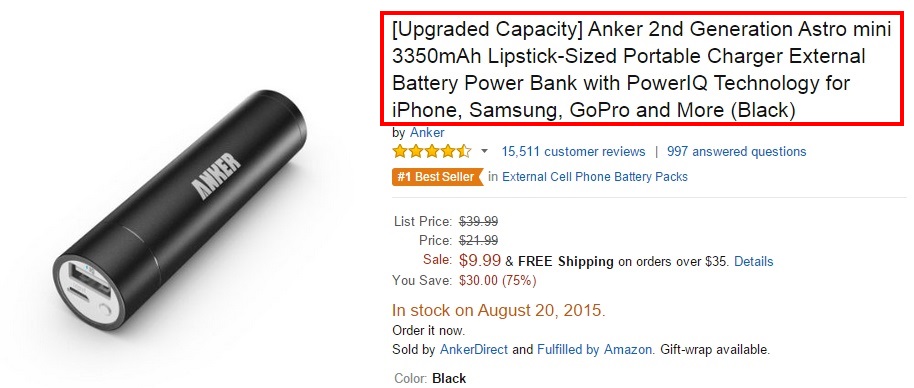 [Upgraded Capacity] Anker 2nd Generation Astro mini
3350mAh Lipstick-Sized Portable Charger External
Battery Power Bank with PowerIQ Technology for
iPhone, Samsung, GoPro and More (Black)
by Anker
15,511 customer reviews | 997 answered questions
#1 Best Seller in External Cell Phone Battery Packs
List Price: $39.99
Price: $21.99
Sale: $9.99 & FREE Shipping on orders over $35. Details
You Save: $30.00 (75%)
In stock on August 20, 2015.
Order it now.
Sold by AnkerDirect and Fulfilled by Amazon. Gift-wrap available.
Color: Black
ANKER